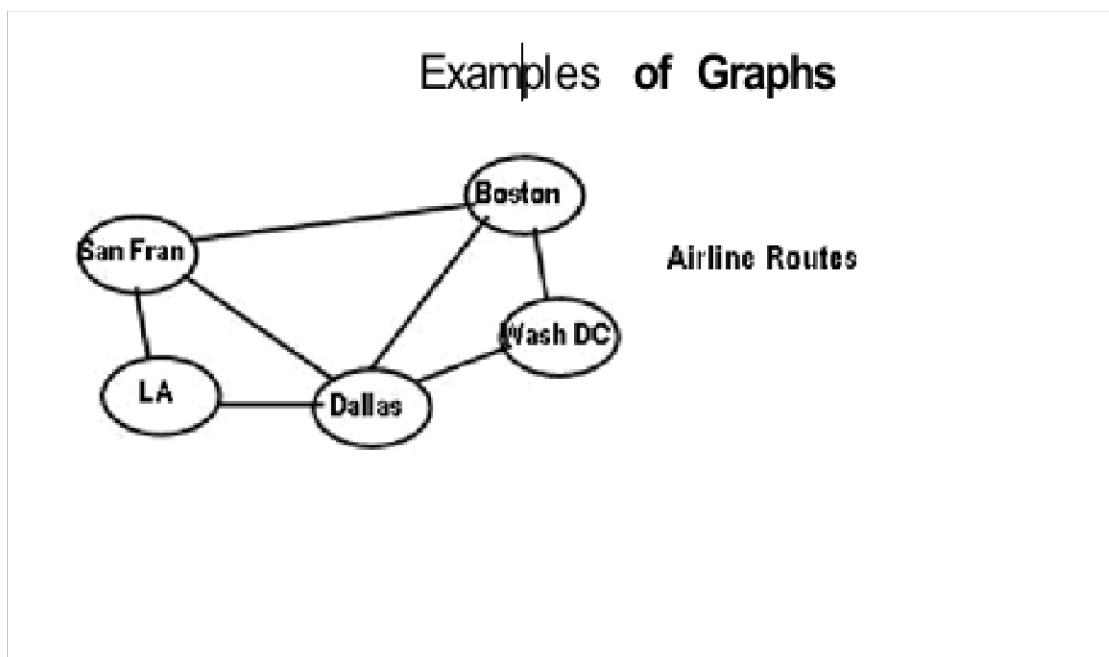 Examples of Graphs
Boston
San Fran
Airline Routes
Wash DC
LA
Dallas